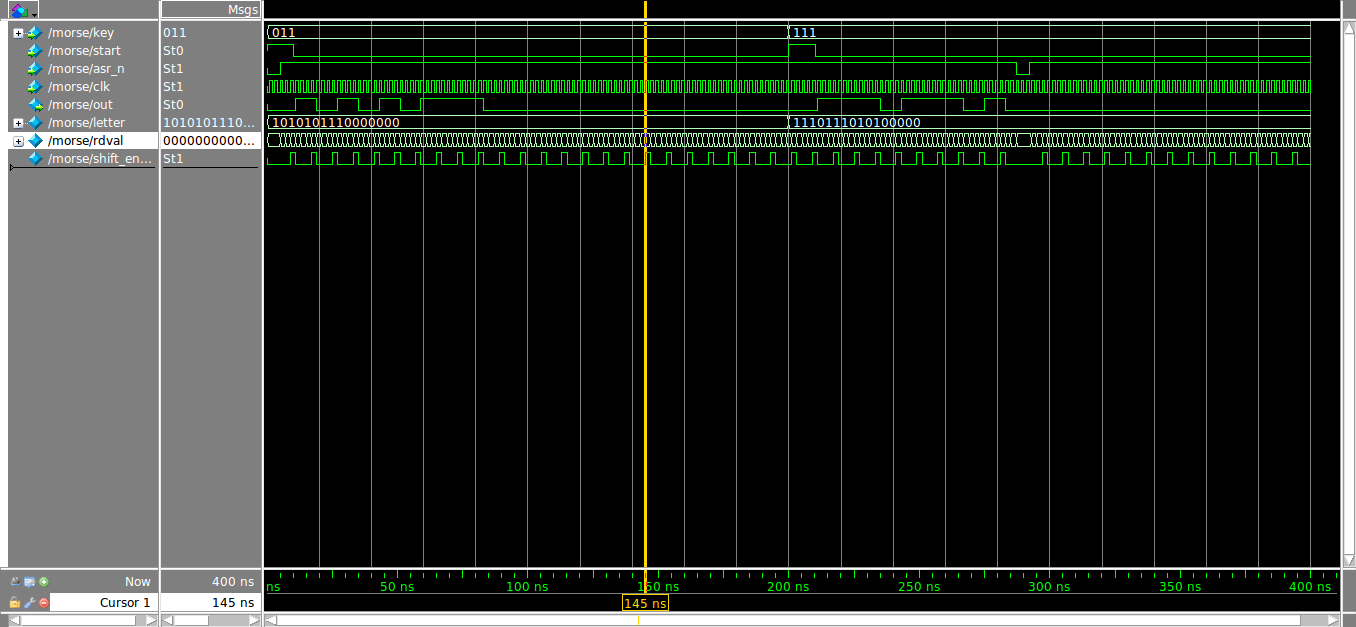 Msgs
/morse/key 011 011 111
/morse/start St0
/morse/asr_n St1
/morse/clk St1
/morse/out St0
/morse/letter 1010101110... 1010101110000000 1110111010100000
/morse/rdval 0000000000...
/morse/shift_en... St1
Now 400 ns ns 50 ns 100 ns 150 ns 200 ns 250 ns 300 ns 350 ns 400 ns
Cursor 1 145 ns 145 ns